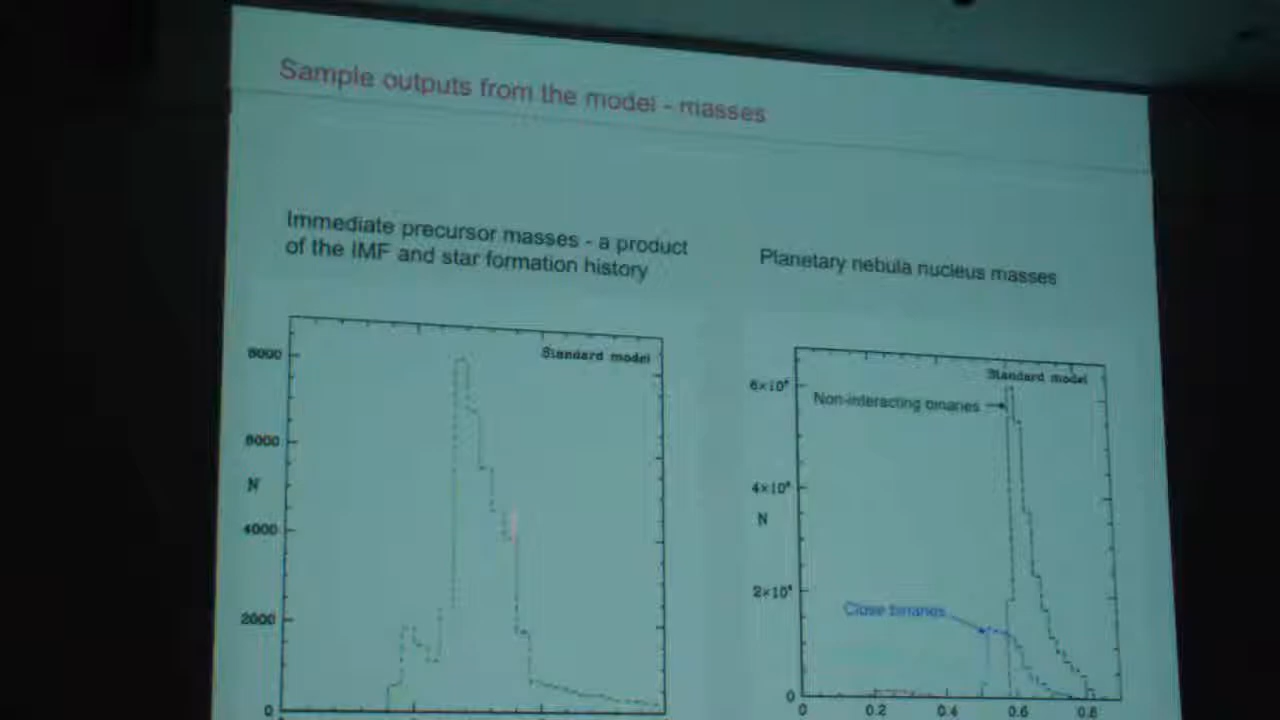 Sample outputs from the model - masses
Immediate precursor masses - a product
of the IMF and star formation history
Planetary nebula nucleus masses
Standard model
8000
6000
N
4000
2000
0
Standard model
Non-interacting binaries
4×10⁴
N
2×10⁴
Close binaries
0
0
0.2
0.4
0.6
0.8